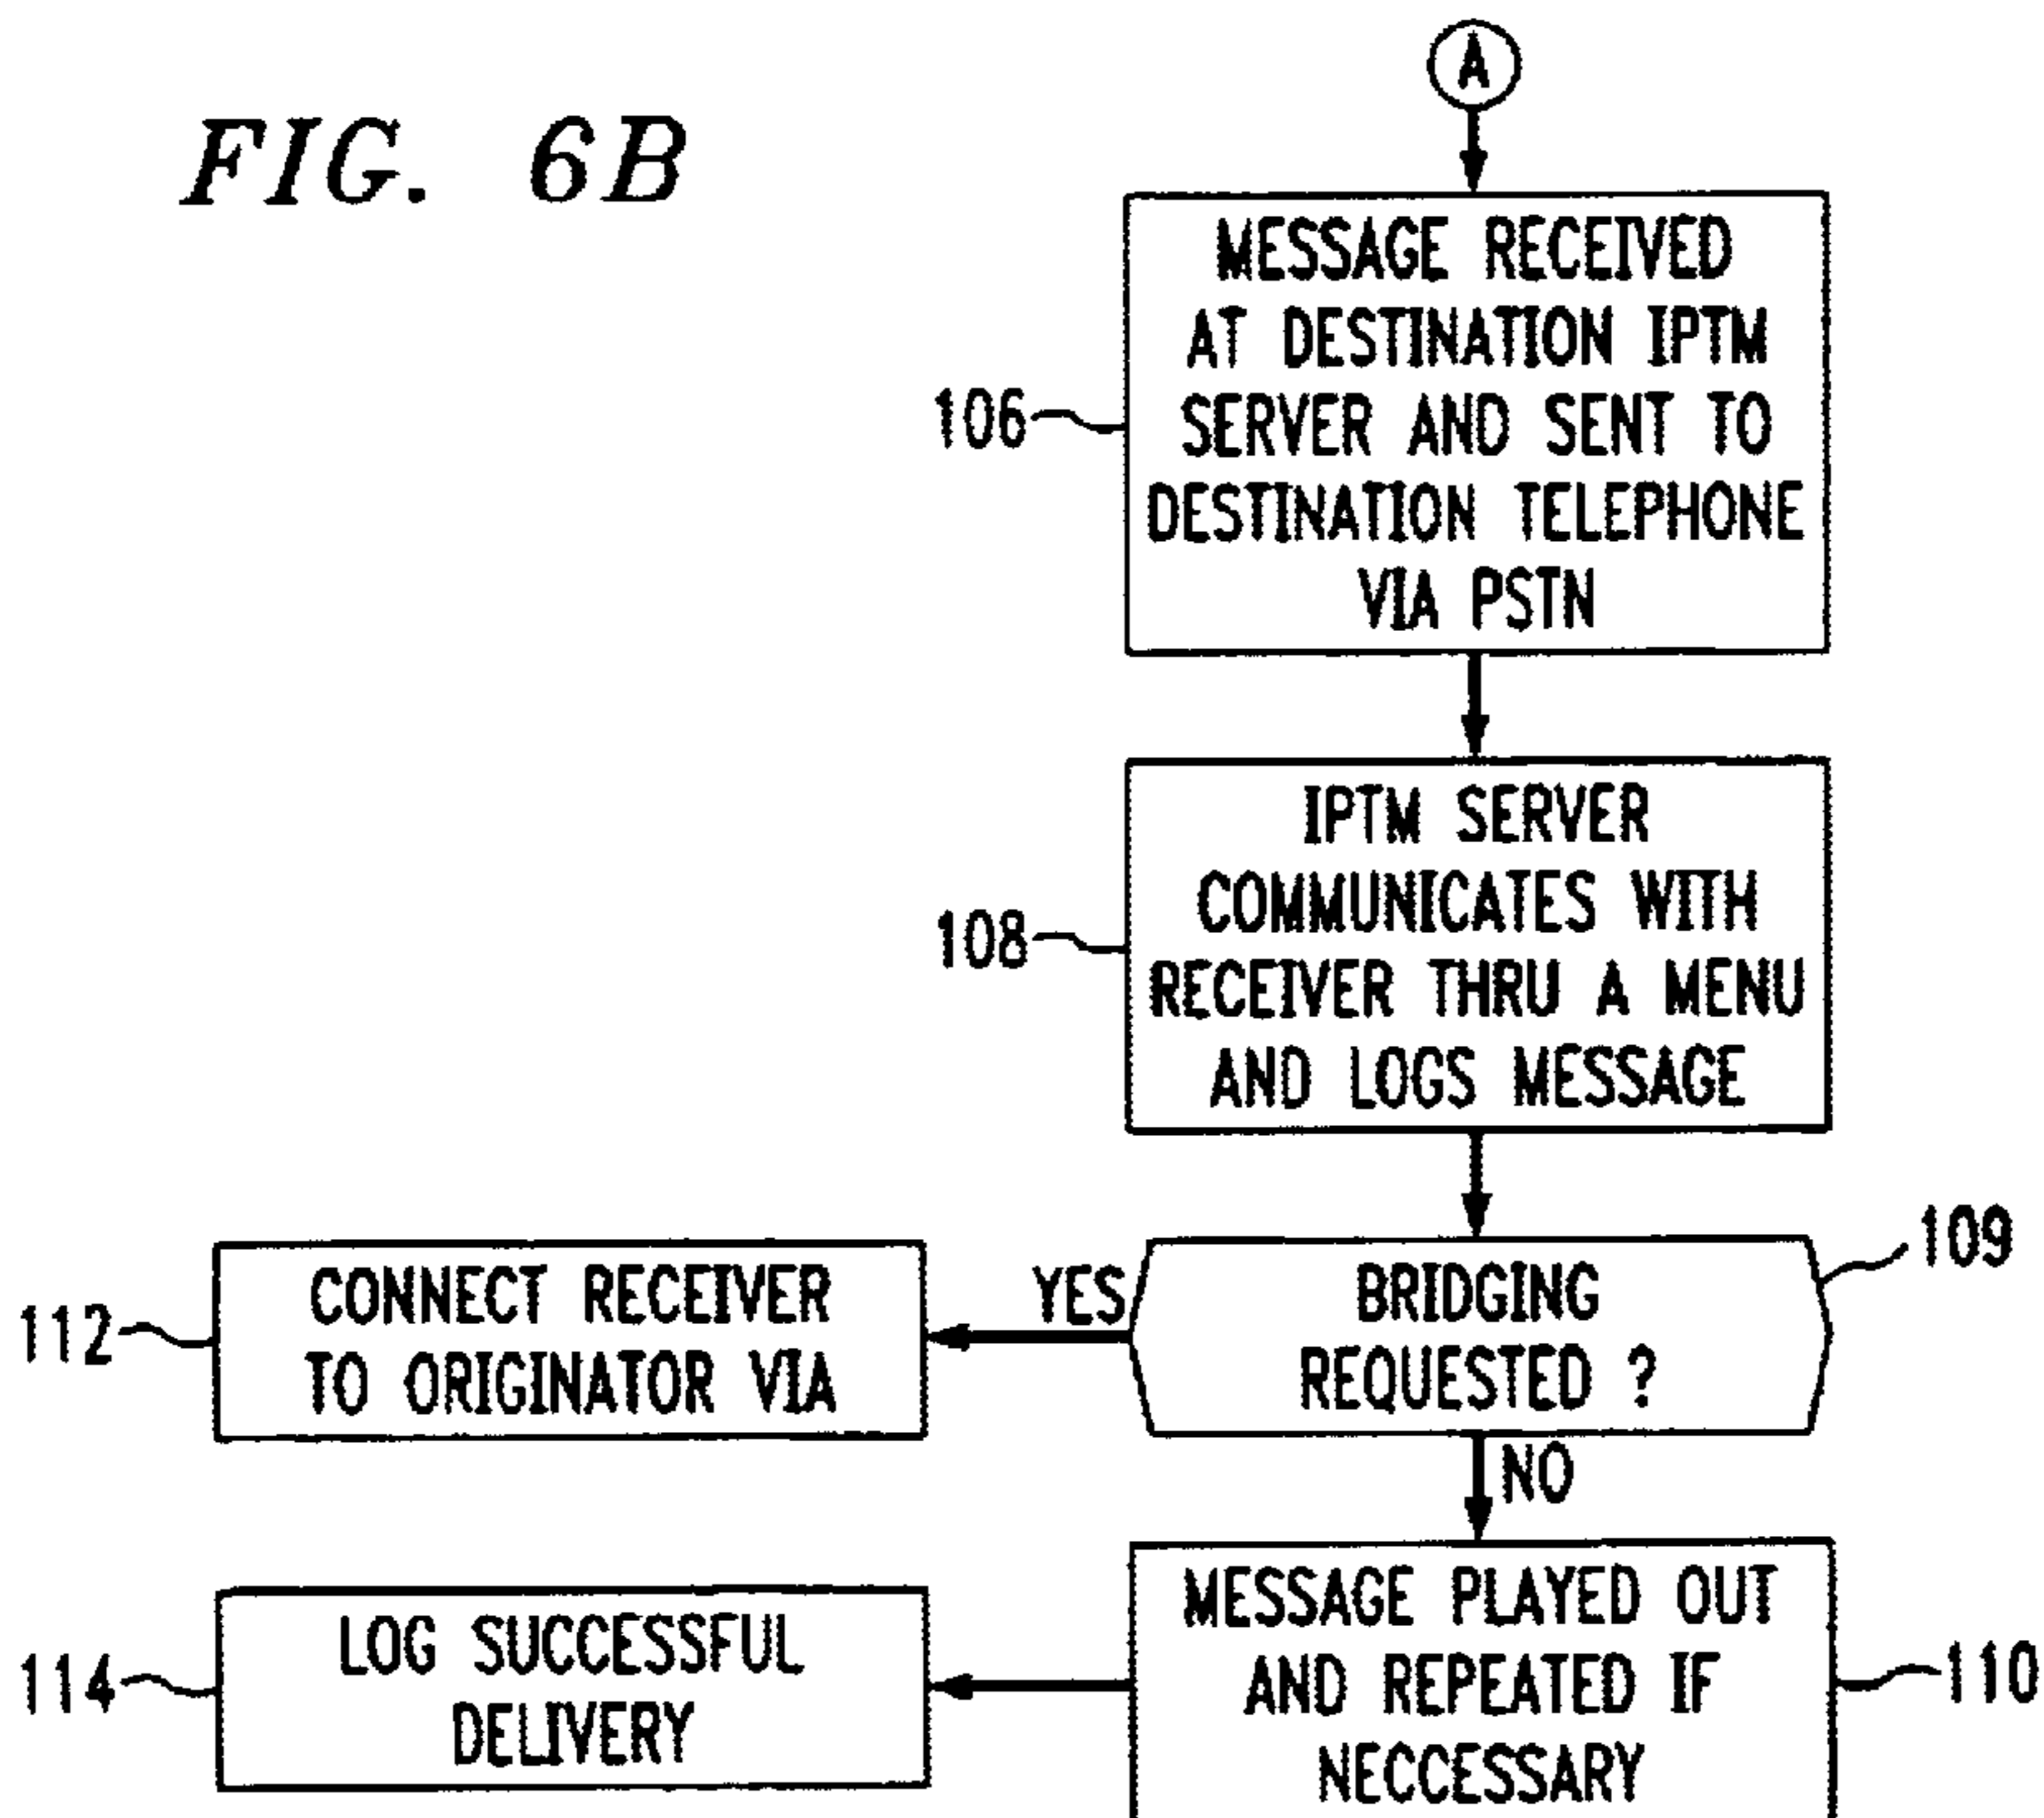 FIG. 6B
A
MESSAGE RECEIVED
AT DESTINATION IPTM
SERVER AND SENT TO
DESTINATION TELEPHONE
VIA PSTN
106
IPTM SERVER
COMMUNICATES WITH
RECEIVER THRU A MENU
AND LOGS MESSAGE
108
BRIDGING
REQUESTED ?
109
YES
CONNECT RECEIVER
TO ORIGINATOR VIA
112
NO
MESSAGE PLAYED OUT
AND REPEATED IF
NECCESSARY
110
LOG SUCCESSFUL
DELIVERY
114